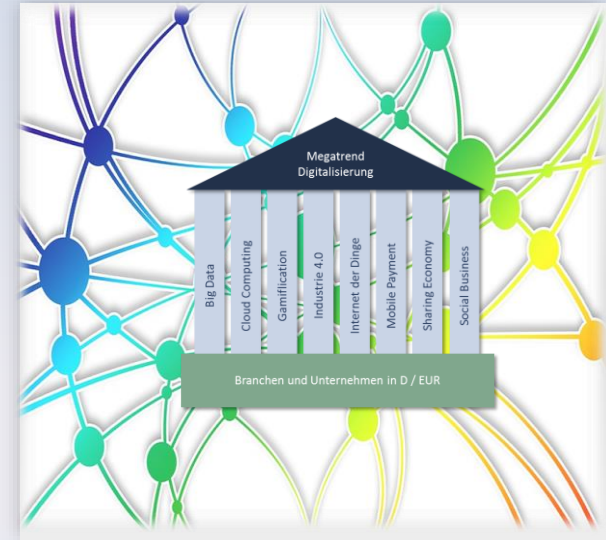 Megatrend
Digitalisierung
Big Data
Cloud Computing
Gamiflication
Industrie 4.0
Internet der Dinge
Mobile Payment
Sharing Economy
Social Business
Branchen und Unternehmen in D / EUR